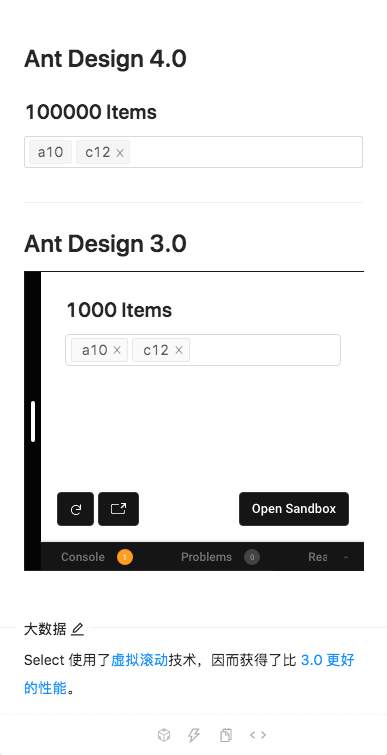 Ant Design 4.0
100000 Items
a10 c12
Ant Design 3.0
1000 Items
a10 c12
Open Sandbox
Console 1 Problems 0 Rea
大数据
Select 使用了虚拟滚动技术，因而获得了比 3.0 更好
的性能。